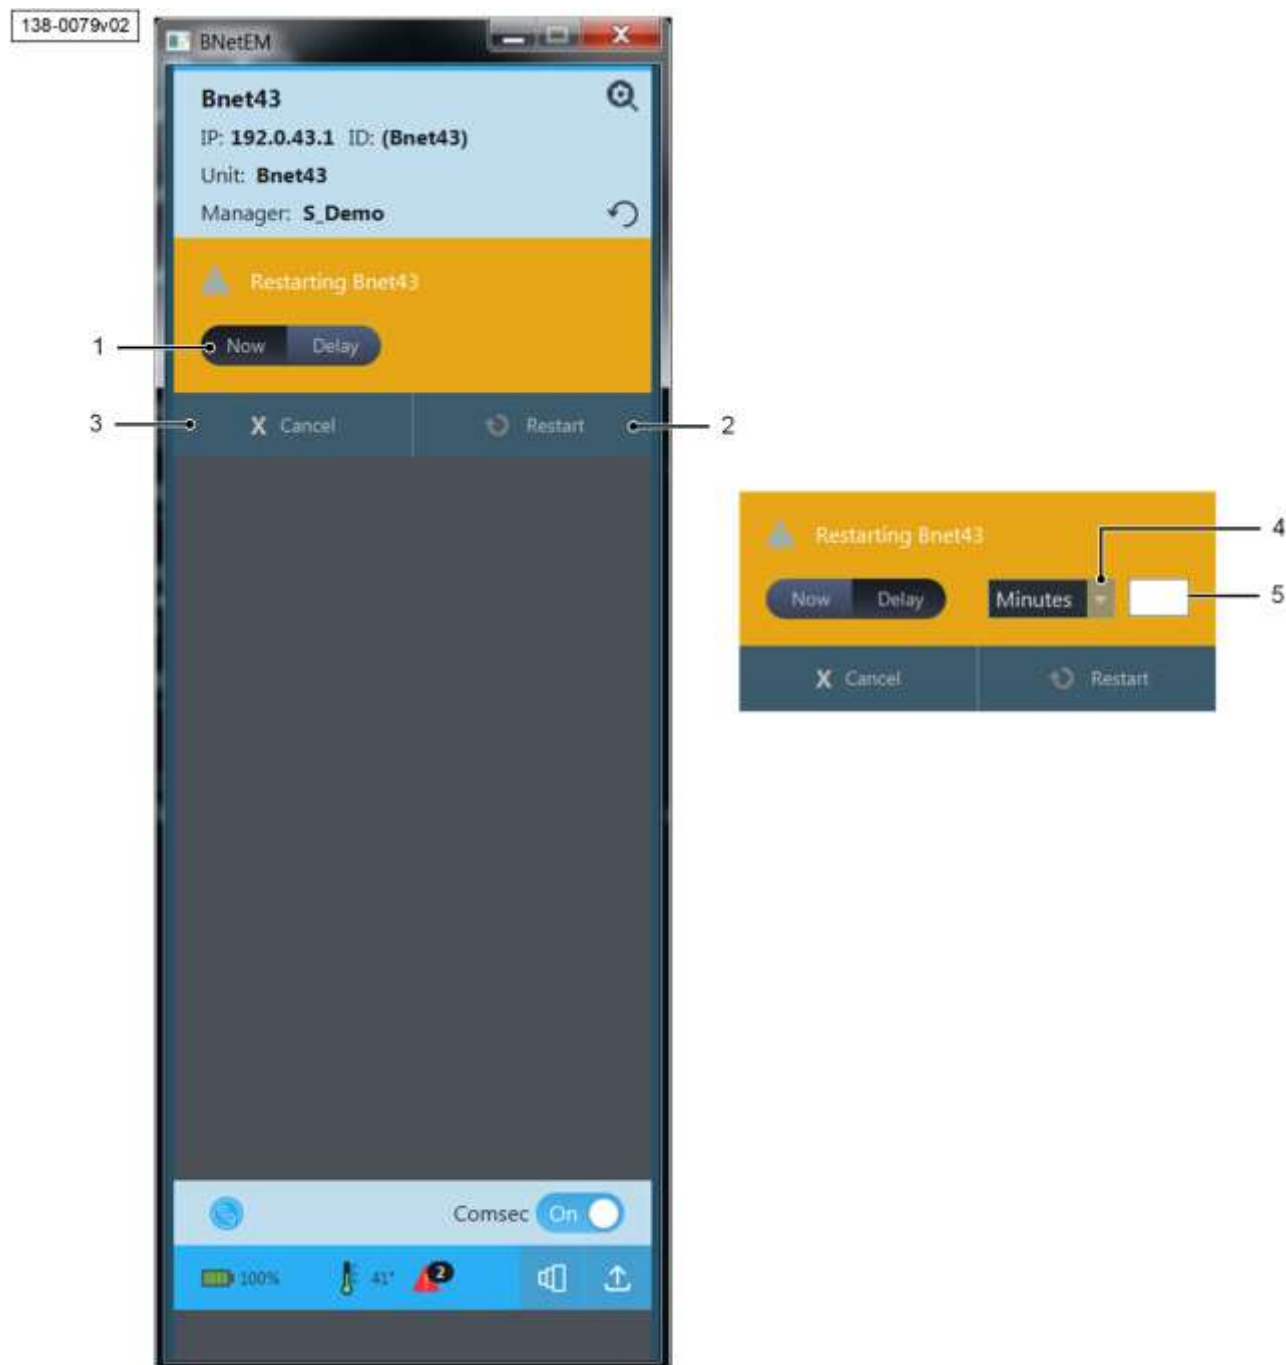 138-0079v02
BNetEM
Bnet43
IP: 192.0.43.1 ID: (Bnet43)
Unit: Bnet43
Manager: S_Demo
Restarting Bnet43
1
Now Delay
3
X Cancel
Restart
2
Restarting Bnet43
4
Now Delay
Minutes
5
X Cancel
Restart
Comsec On
100%
41°
2